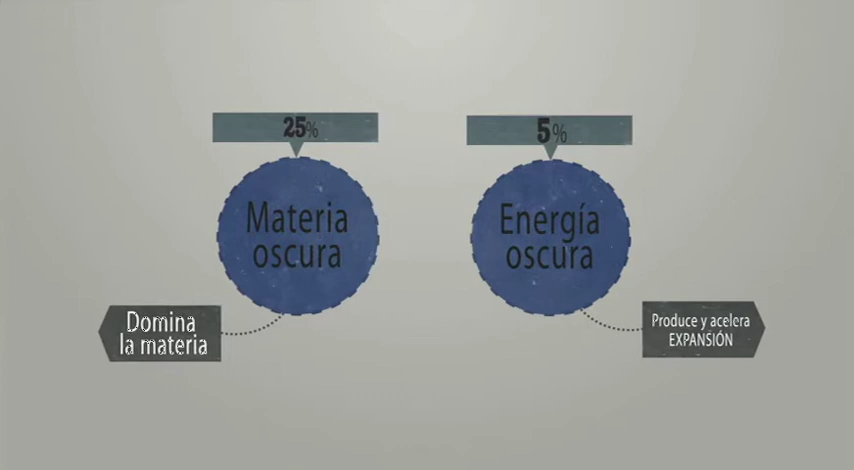 25%
5%
Materia
oscura
Energía
oscura
Domina
la materia
Produce y acelera
EXPANSIÓN